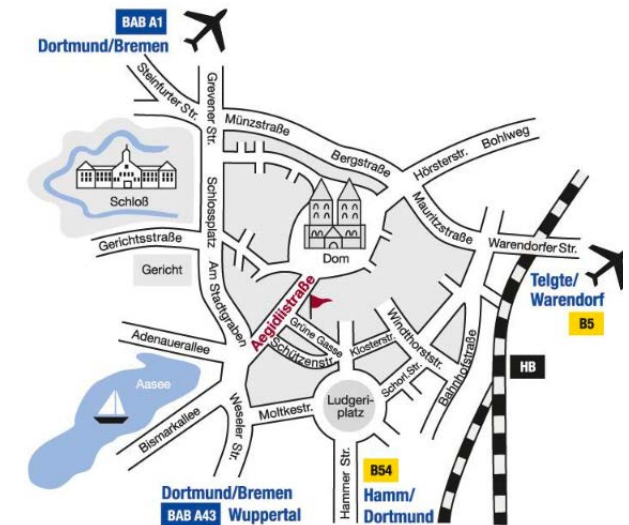 BAB A1
Dortmund/Bremen
Steinfurter Str.
Grevener Str.
Münzstraße
Bergstraße
Hörsterstr.
Bohlweg
Schloß
Schlossplatz
Mauritzstraße
Warendorfer Str.
Gerichtsstraße
Gericht
Dom
Telgte/
Warendorf
B5
Am Stadtgraben
Aegidiistraße
Grüne Gasse
Schützenstr.
Klosterstr.
Windthorststr.
Schorl.Str.
Bahnhofstraße
HB
Adenauerallee
Aasee
Bismarkallee
Weseler Str.
Moltkestr.
Ludgeri-
platz
Hammer Str.
B54
Hamm/
Dortmund
Dortmund/Bremen
BAB A43 Wuppertal